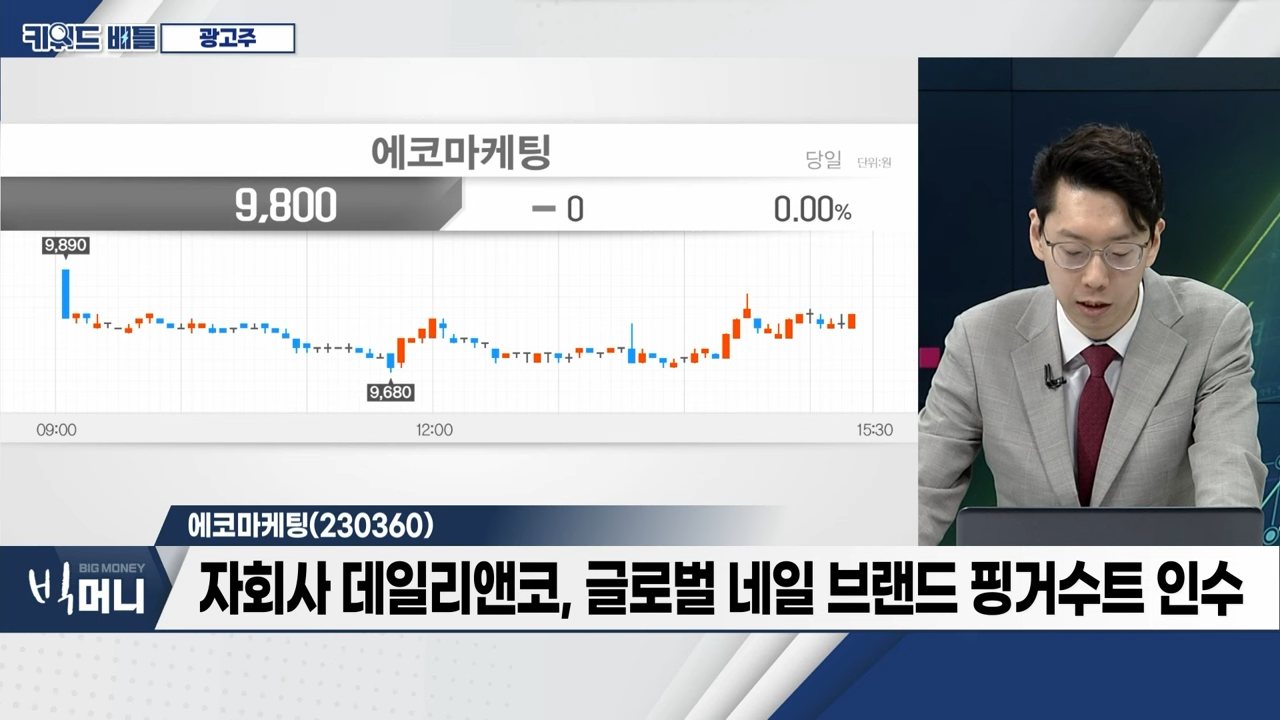 키워드 배틀 광고주
에코마케팅
당일 단위:원
9,800 0 0.00%
9,890
9,680
09:00 12:00 15:30
에코마케팅(230360)
BIG MONEY
빅머니
자회사 데일리앤코, 글로벌 네일 브랜드 핑거수트 인수